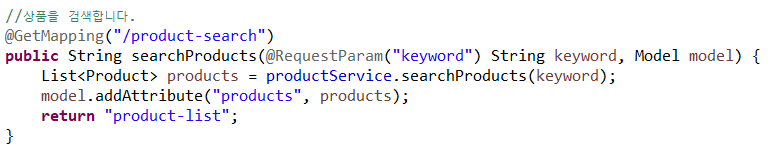 //상품을 검색합니다.
@GetMapping("/product-search")
public String searchProducts(@RequestParam("keyword") String keyword, Model model) {
    List<Product> products = productService.searchProducts(keyword);
    model.addAttribute("products", products);
    return "product-list";
}